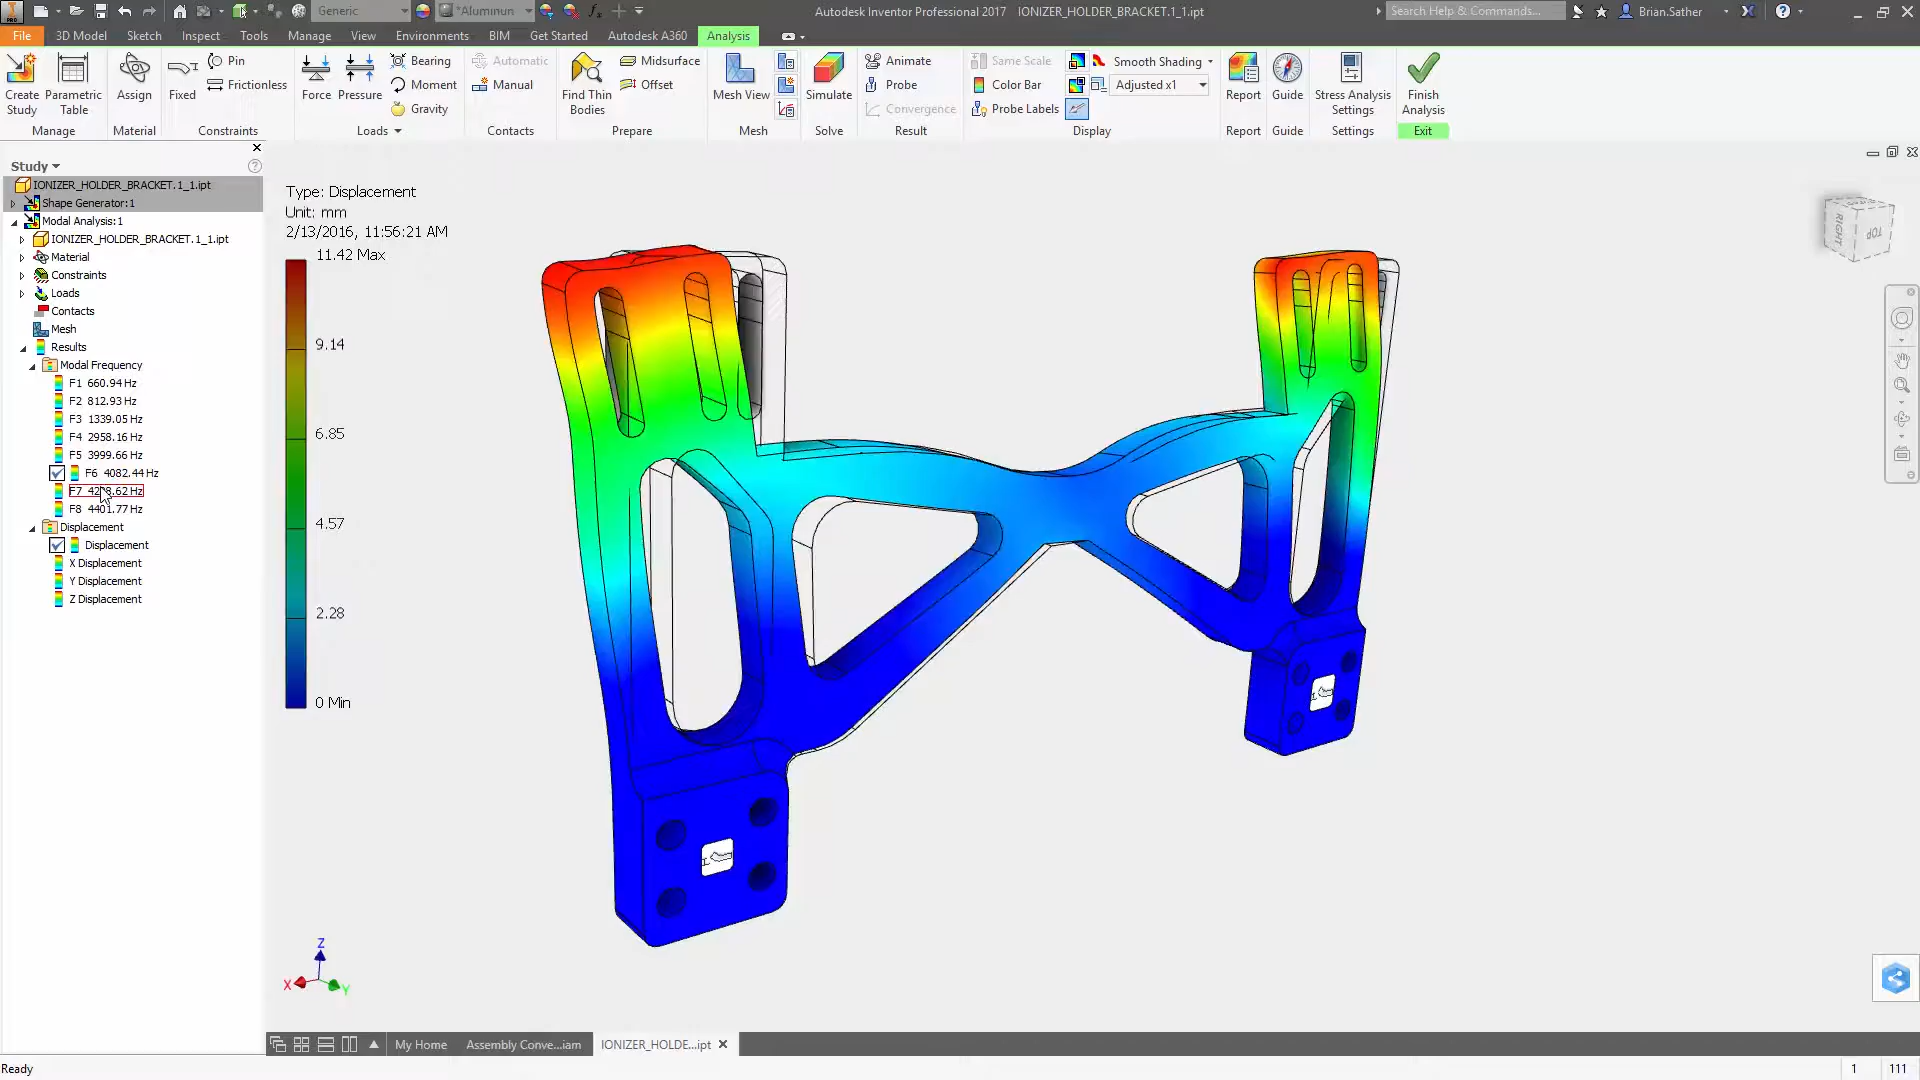 Generic
*Aluminun
Autodesk Inventor Professional 2017 IONIZER_HOLDER_BRACKET.1_1.ipt
Search Help & Commands...
Brian.Sather
File 3D Model Sketch Inspect Tools Manage View Environments BIM Get Started Autodesk A360 Analysis
Create Study
Parametric Table
Manage
Assign
Material
Fixed
Pin
Frictionless
Constraints
Force
Pressure
Bearing
Moment
Gravity
Loads
Automatic
Manual
Contacts
Find Thin Bodies
Midsurface
Offset
Prepare
Mesh View
Mesh
Simulate
Solve
Animate
Probe
Convergence
Result
Same Scale
Color Bar
Probe Labels
Smooth Shading
Adjusted x1
Display
Report
Report
Guide
Guide
Stress Analysis Settings
Settings
Finish Analysis
Exit
Study
IONIZER_HOLDER_BRACKET.1_1.ipt
Shape Generator:1
Modal Analysis:1
IONIZER_HOLDER_BRACKET.1_1.ipt
Material
Constraints
Loads
Contacts
Mesh
Results
Modal Frequency
F1 660.94 Hz
F2 812.93 Hz
F3 1339.05 Hz
F4 2958.16 Hz
F5 3999.66 Hz
F6 4082.44 Hz
F7
F8 4401.77 Hz
Displacement
Displacement
X Displacement
Y Displacement
Z Displacement
Type: Displacement
Unit: mm
2/13/2016, 11:56:21 AM
11.42 Max
9.14
6.85
4.57
2.28
0 Min
RIGHT
TOP
Z
X
Y
My Home
Assembly Conve...iam
IONIZER_HOLDE...ipt
Ready
1
111